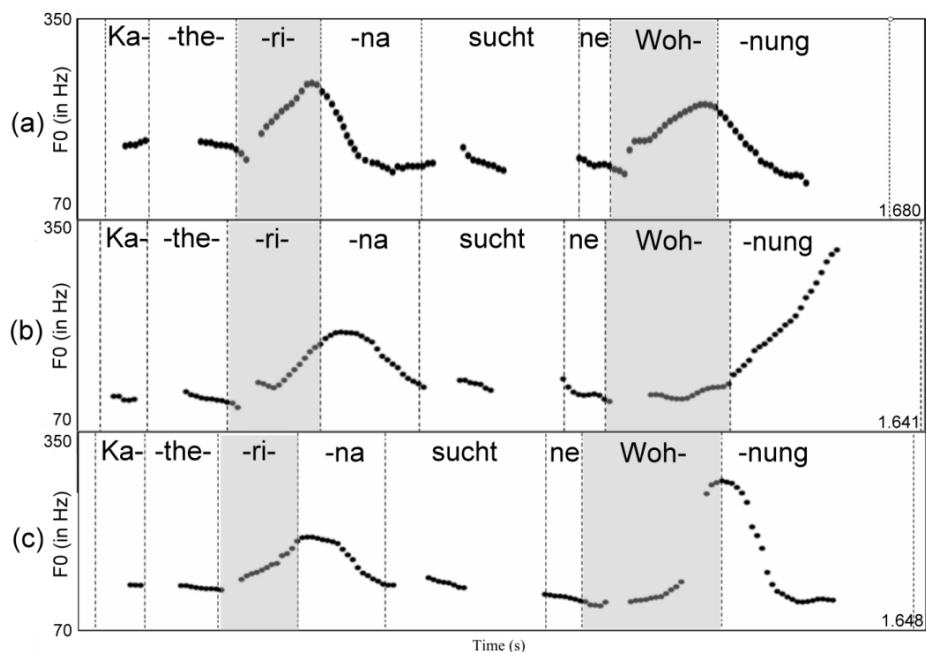 350
Ka- -the- -ri- -na sucht ne Woh- -nung
(a)
F0 (in Hz)
70
1.680
350
Ka- -the- -ri- -na sucht ne Woh- -nung
(b)
F0 (in Hz)
70
1.641
350
Ka- -the- -ri- -na sucht ne Woh- -nung
(c)
F0 (in Hz)
70
1.648
Time (s)